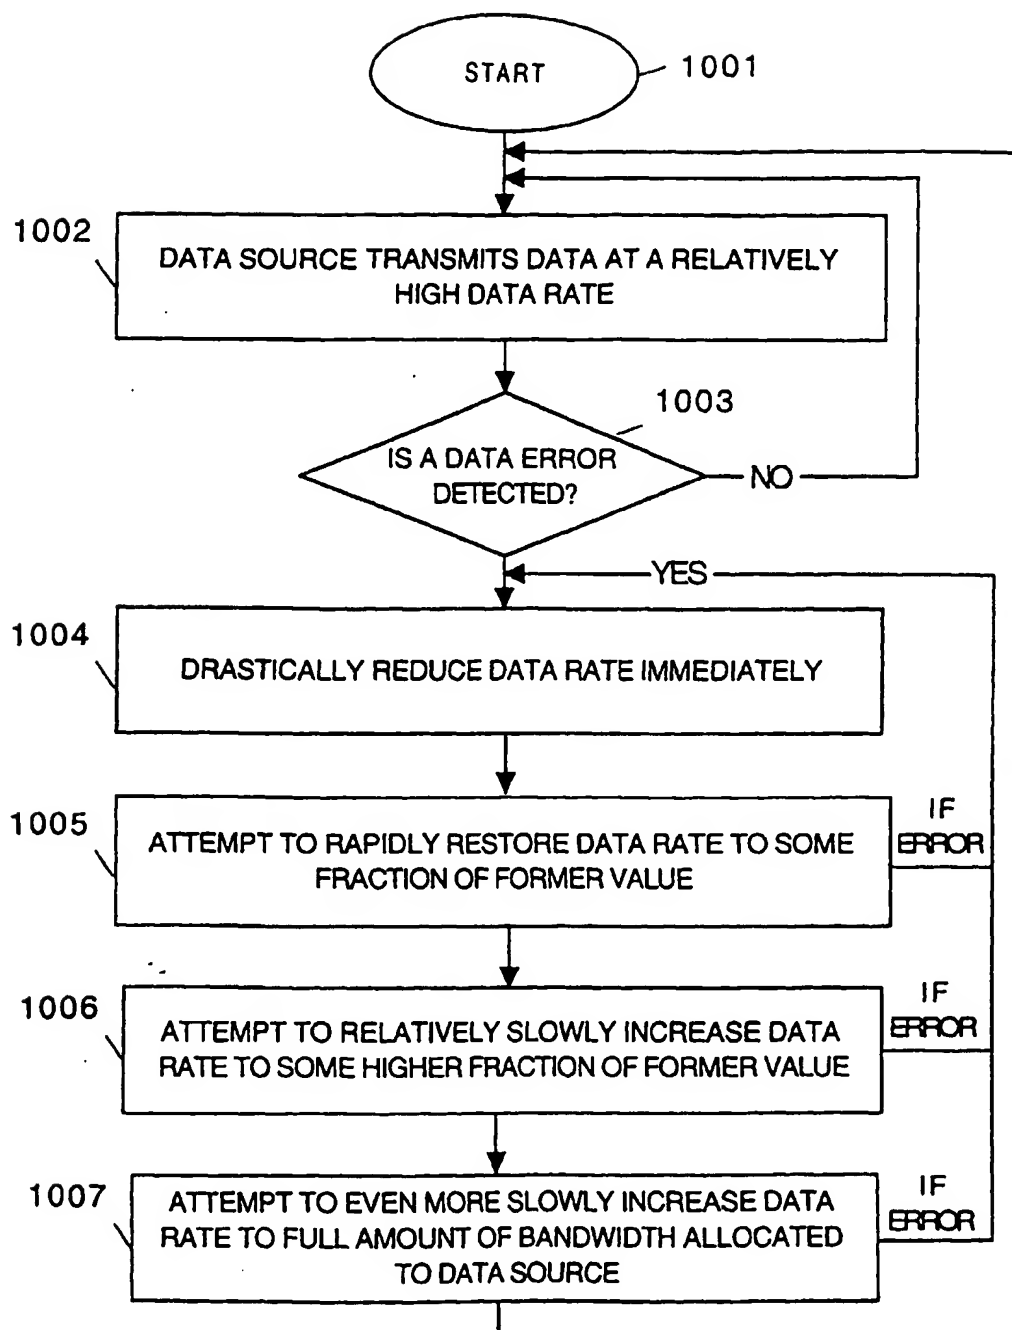 START
1001
1002
DATA SOURCE TRANSMITS DATA AT A RELATIVELY
HIGH DATA RATE
1003
IS A DATA ERROR
DETECTED?
NO
YES
1004
DRASTICALLY REDUCE DATA RATE IMMEDIATELY
1005
ATTEMPT TO RAPIDLY RESTORE DATA RATE TO SOME
FRACTION OF FORMER VALUE
IF
ERROR
1006
ATTEMPT TO RELATIVELY SLOWLY INCREASE DATA
RATE TO SOME HIGHER FRACTION OF FORMER VALUE
IF
ERROR
1007
ATTEMPT TO EVEN MORE SLOWLY INCREASE DATA
RATE TO FULL AMOUNT OF BANDWIDTH ALLOCATED
TO DATA SOURCE
IF
ERROR